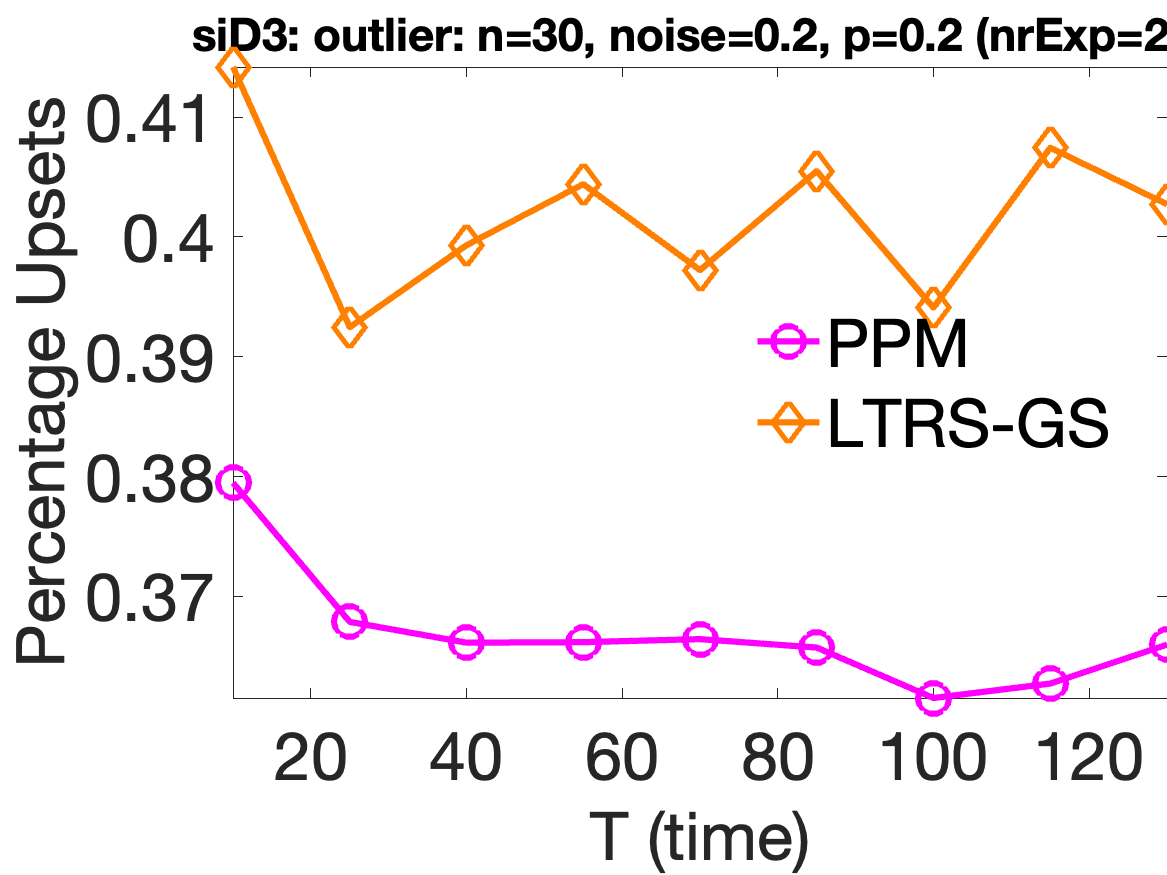 siD3: outlier: n=30, noise=0.2, p=0.2 (nrExp=2
Percentage Upsets
0.41
0.4
0.39
0.38
0.37
PPM
LTRS-GS
20 40 60 80 100 120
T (time)